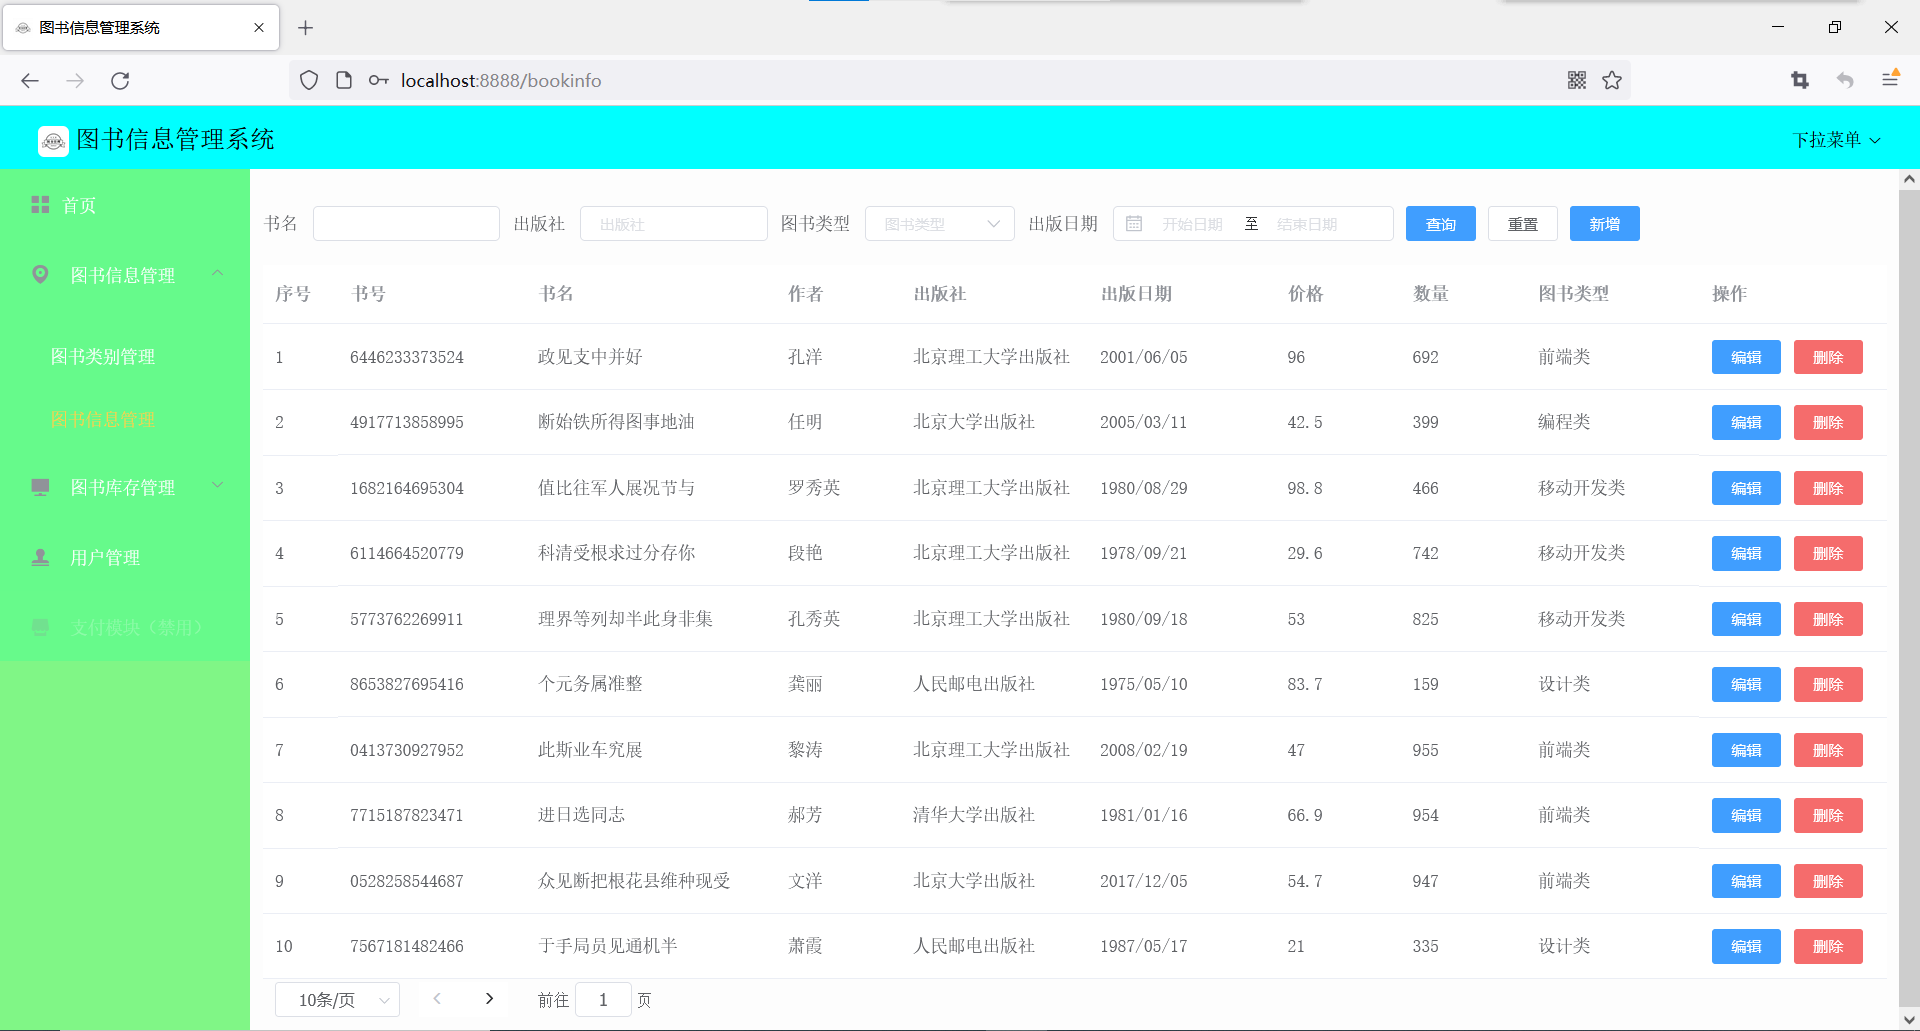 图书信息管理系统
localhost:8888/bookinfo
图书信息管理系统 下拉菜单
首页
图书信息管理
图书类别管理
图书信息管理
图书库存管理
用户管理
支付模块（禁用）
书名 出版社 出版社 图书类型 图书类型 出版日期 开始日期 至 结束日期 查询 重置 新增
序号 书号 书名 作者 出版社 出版日期 价格 数量 图书类型 操作
1 6446233373524 政见支中并好 孔洋 北京理工大学出版社 2001/06/05 96 692 前端类 编辑 删除
2 4917713858995 断始铁所得图事地油 任明 北京大学出版社 2005/03/11 42.5 399 编程类 编辑 删除
3 1682164695304 值比往军人展况节与 罗秀英 北京理工大学出版社 1980/08/29 98.8 466 移动开发类 编辑 删除
4 6114664520779 科清受根求过分存你 段艳 北京理工大学出版社 1978/09/21 29.6 742 移动开发类 编辑 删除
5 5773762269911 理界等列却半此身非集 孔秀英 北京理工大学出版社 1980/09/18 53 825 移动开发类 编辑 删除
6 8653827695416 个元务属准整 龚丽 人民邮电出版社 1975/05/10 83.7 159 设计类 编辑 删除
7 0413730927952 此斯业车究展 黎涛 北京理工大学出版社 2008/02/19 47 955 前端类 编辑 删除
8 7715187823471 进日选同志 郝芳 清华大学出版社 1981/01/16 66.9 954 前端类 编辑 删除
9 0528258544687 众见断把根花县维种现受 文洋 北京大学出版社 2017/12/05 54.7 947 前端类 编辑 删除
10 7567181482466 于手局员见通机半 萧霞 人民邮电出版社 1987/05/17 21 335 设计类 编辑 删除
10条/页 前往 1 页